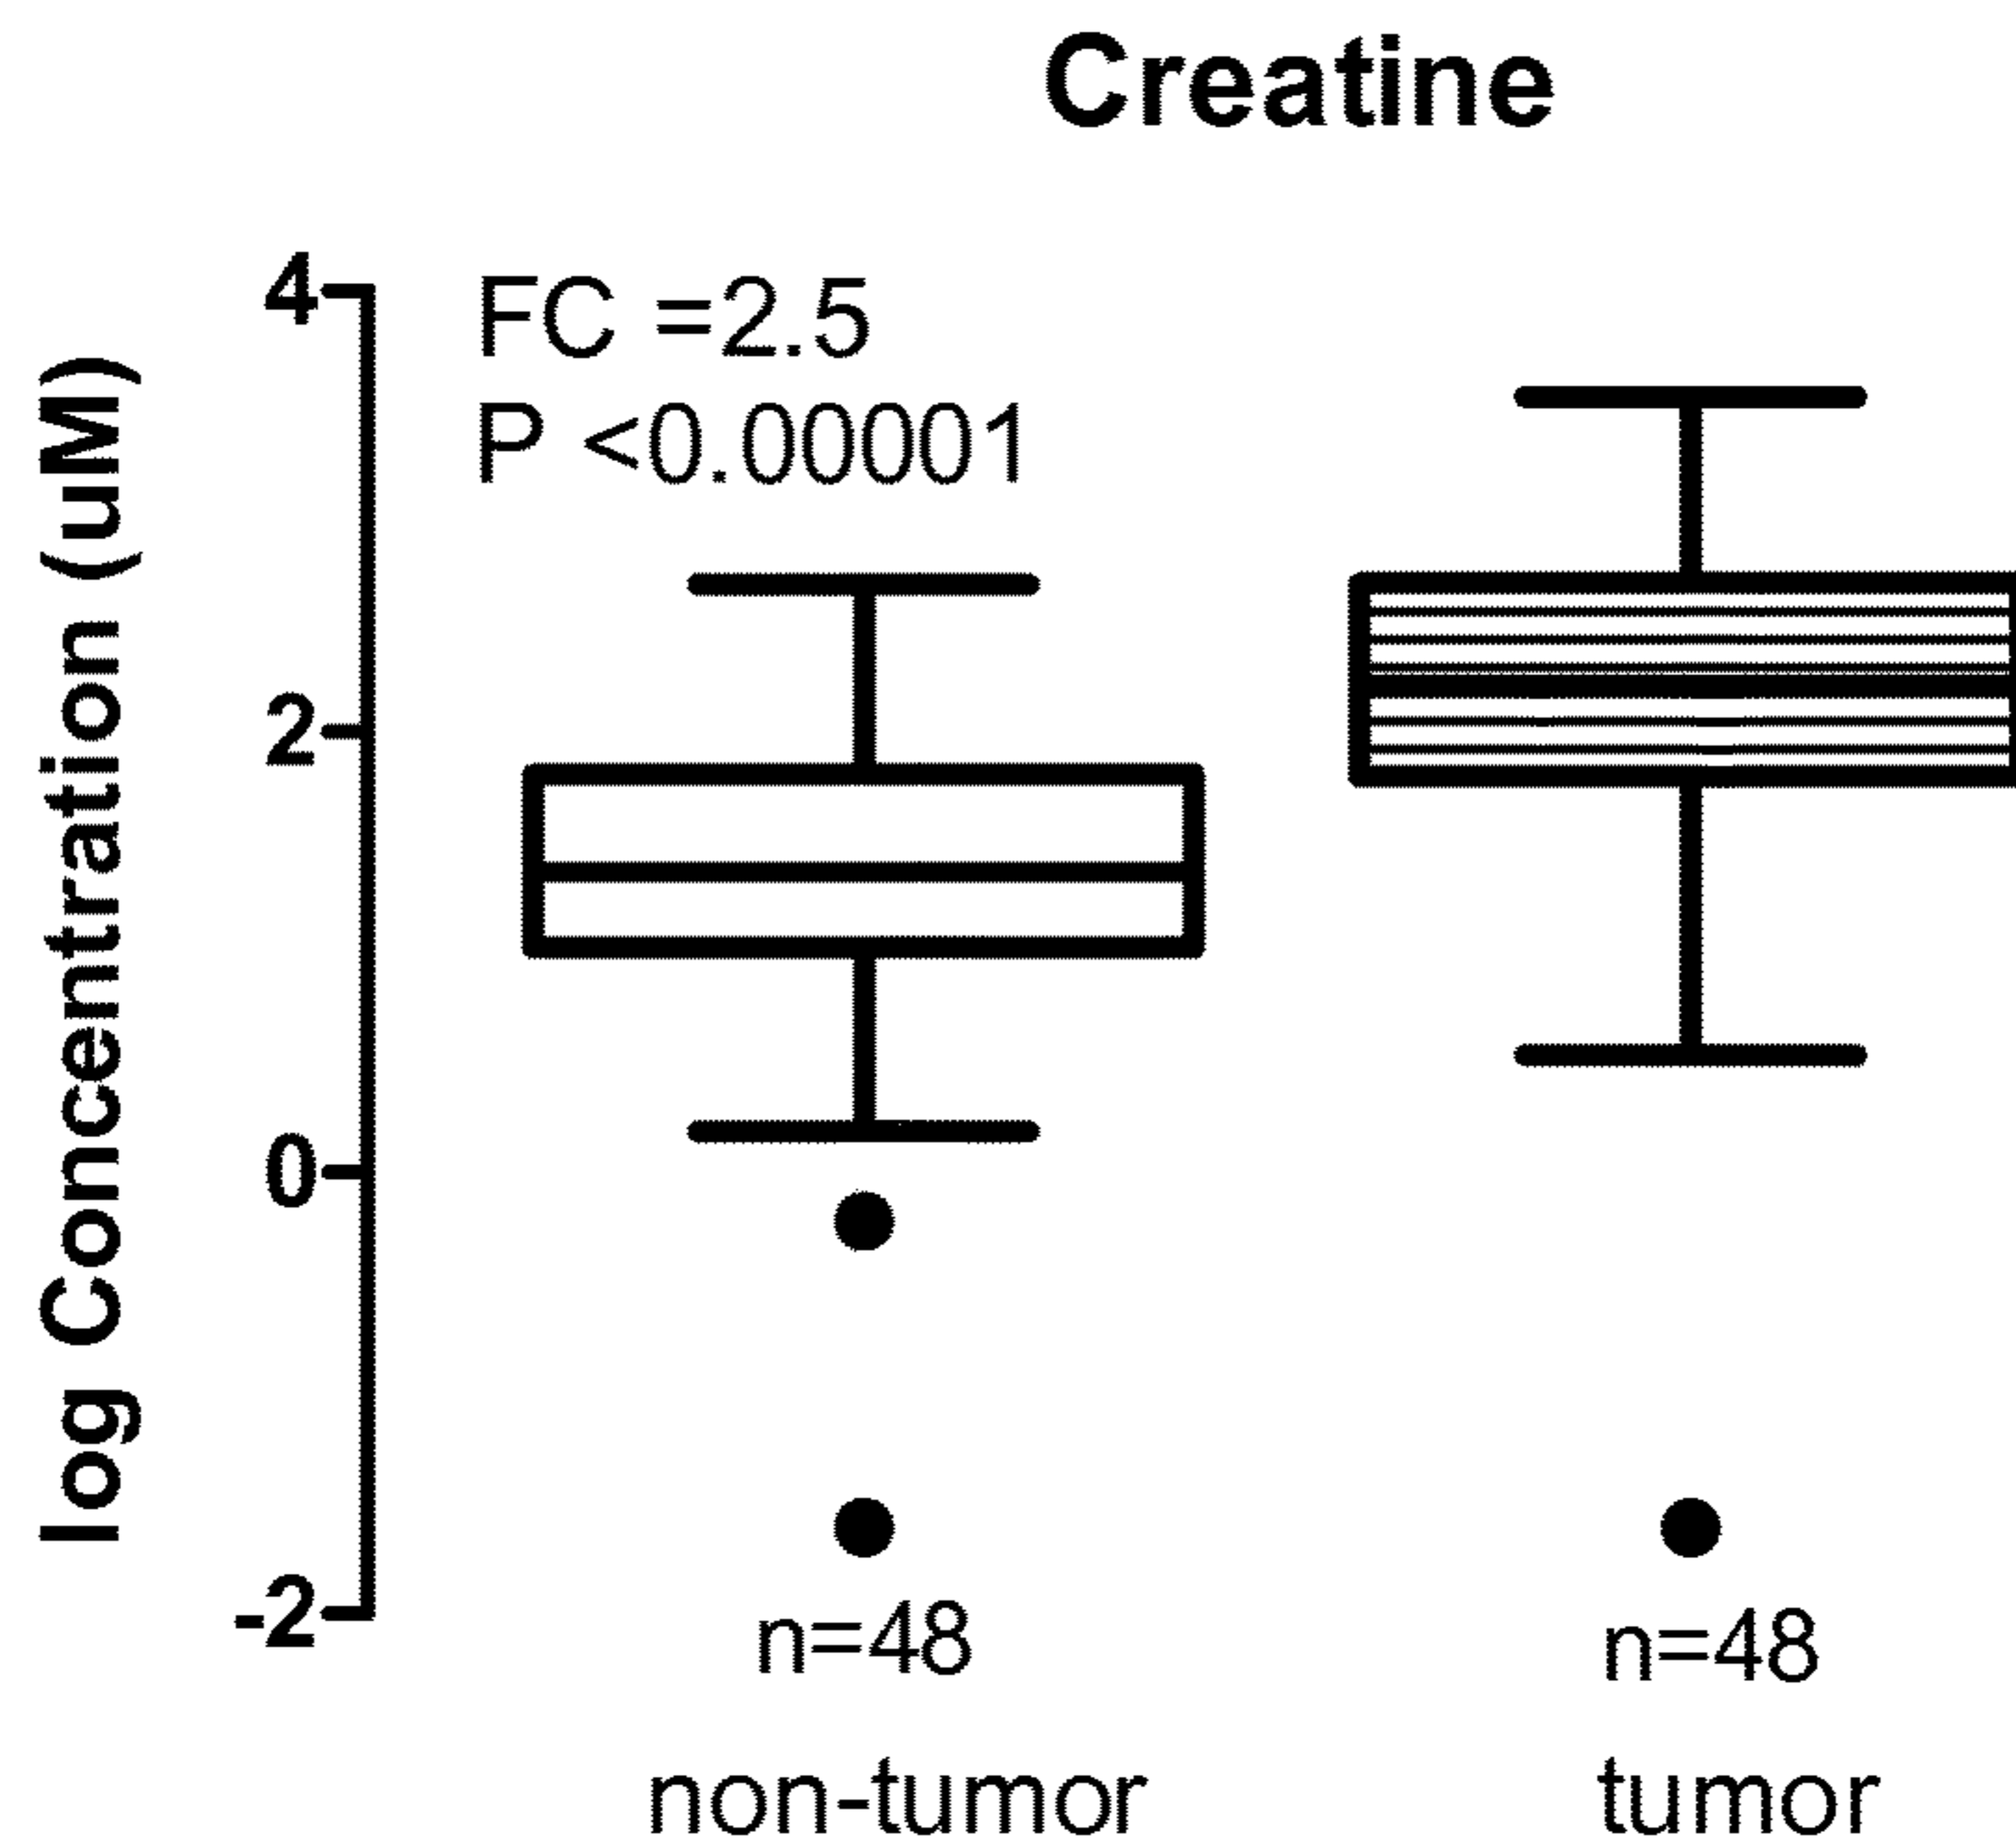 Creatine
log Concentration (uM)
4
2
0
-2
FC =2.5
P <0.00001
n=48
n=48
non-tumor
tumor